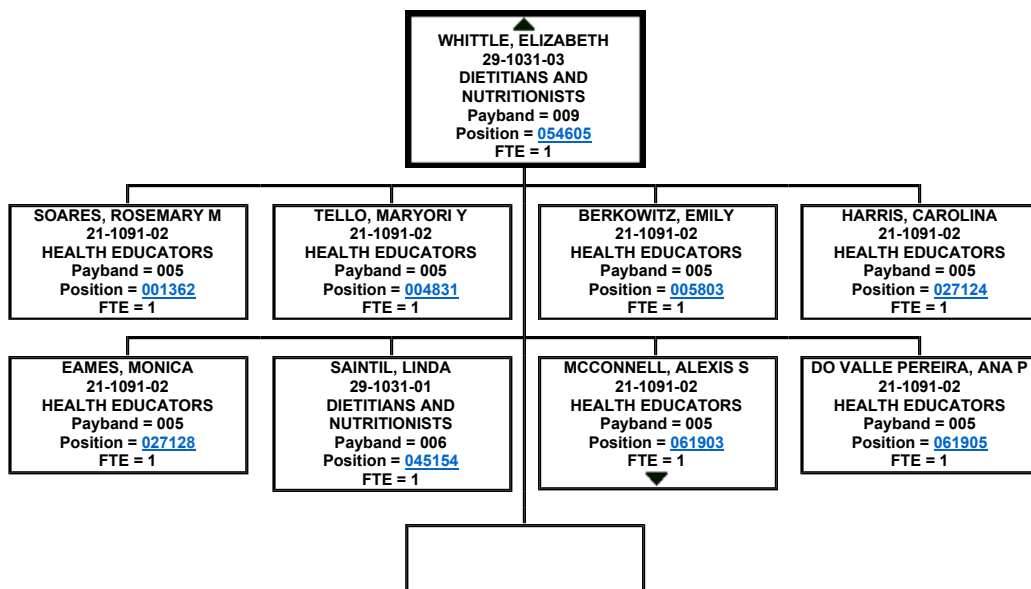 WHITTLE, ELIZABETH
29-1031-03
DIETITIANS AND
NUTRITIONISTS
Payband = 009
Position = 054605
FTE = 1
SOARES, ROSEMARY M
21-1091-02
HEALTH EDUCATORS
Payband = 005
Position = 001362
FTE = 1
TELLO, MARYORI Y
21-1091-02
HEALTH EDUCATORS
Payband = 005
Position = 004831
FTE = 1
BERKOWITZ, EMILY
21-1091-02
HEALTH EDUCATORS
Payband = 005
Position = 005803
FTE = 1
HARRIS, CAROLINA
21-1091-02
HEALTH EDUCATORS
Payband = 005
Position = 027124
FTE = 1
EAMES, MONICA
21-1091-02
HEALTH EDUCATORS
Payband = 005
Position = 027128
FTE = 1
SAINTIL, LINDA
29-1031-01
DIETITIANS AND
NUTRITIONISTS
Payband = 006
Position = 045154
FTE = 1
MCCONNELL, ALEXIS S
21-1091-02
HEALTH EDUCATORS
Payband = 005
Position = 061903
FTE = 1
DO VALLE PEREIRA, ANA P
21-1091-02
HEALTH EDUCATORS
Payband = 005
Position = 061905
FTE = 1